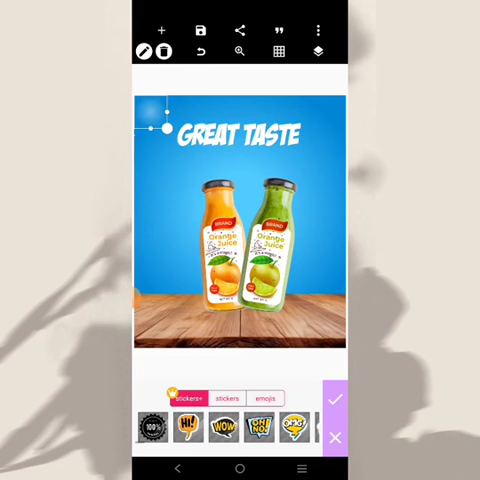 GREAT TASTE
BRAND
Orange
Juice
BRAND
Orange
Juice
stickers+
stickers
emojis
100%
HI!
WOW
OH
NO!
OMG